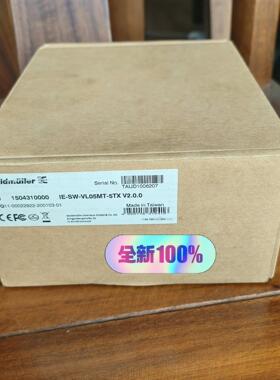 idmüller
Serial No.
TAUD1006207
1504310000 IE-SW-VL05MT-5TX V2.0.0
Made in Taiwan
全新100%